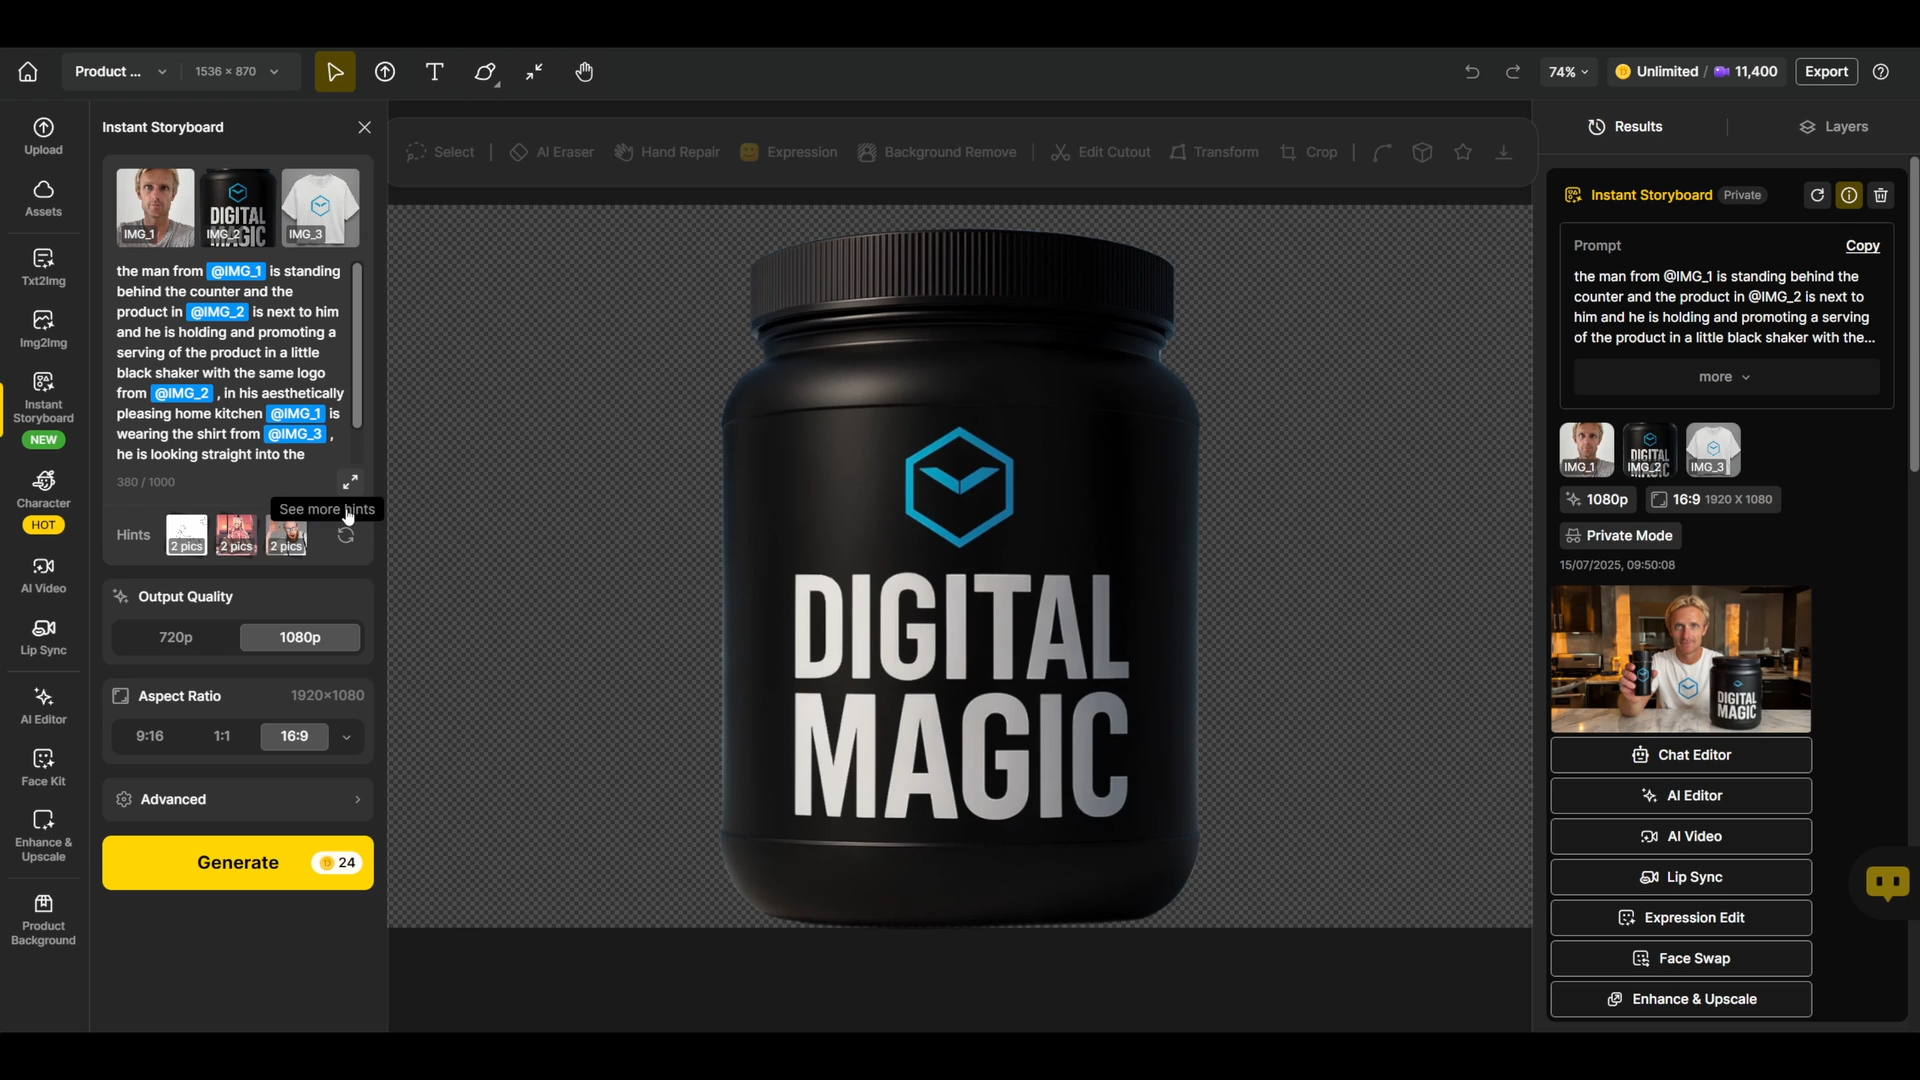 Product ...
1536 × 870
74%
Unlimited / 11,400
Export
Upload
Assets
Txt2Img
Img2Img
Instant
Storyboard
NEW
Character
HOT
AI Video
Lip Sync
AI Editor
Face Kit
Enhance &
Upscale
Product
Background
Instant Storyboard
IMG_1
DIGITAL
MAGIC
IMG_2
IMG_3
the man from @IMG_1 is standing
behind the counter and the
product in @IMG_2 is next to him
and he is holding and promoting a
serving of the product in a little
black shaker with the same logo
from @IMG_2 , in his aesthetically
pleasing home kitchen @IMG_1 is
wearing the shirt from @IMG_3 ,
he is looking straight into the
380 / 1000
See more hints
Hints
2 pics
2 pics
2 pics
Output Quality
720p
1080p
Aspect Ratio
1920×1080
9:16
1:1
16:9
Advanced
Generate
24
Select
AI Eraser
Hand Repair
Expression
Background Remove
Edit Cutout
Transform
Crop
DIGITAL
MAGIC
Results
Layers
Instant Storyboard
Private
Prompt
Copy
the man from @IMG_1 is standing behind the
counter and the product in @IMG_2 is next to
him and he is holding and promoting a serving
of the product in a little black shaker with the...
more
IMG_1
DIGITAL
IMG_2
IMG_3
1080p
16:9 1920 X 1080
Private Mode
15/07/2025, 09:50:08
DIGITAL
MAGIC
Chat Editor
AI Editor
AI Video
Lip Sync
Expression Edit
Face Swap
Enhance & Upscale